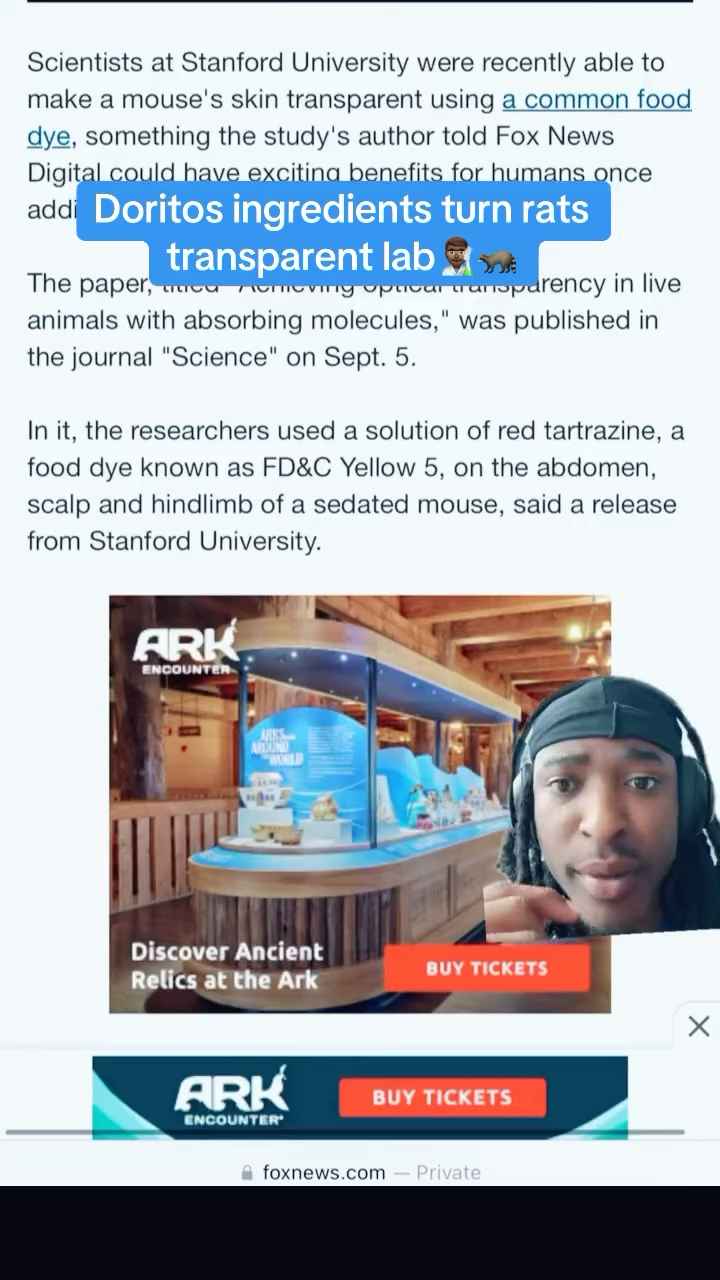 Scientists at Stanford University were recently able to
make a mouse's skin transparent using a common food
dye, something the study's author told Fox News
Digital could have exciting benefits for humans once
addi
Doritos ingredients turn rats
transparent lab
The paper, titled "Achieving optical transparency in live
animals with absorbing molecules," was published in
the journal "Science" on Sept. 5.
In it, the researchers used a solution of red tartrazine, a
food dye known as FD&C Yellow 5, on the abdomen,
scalp and hindlimb of a sedated mouse, said a release
from Stanford University.
ARK
ENCOUNTER
ARKS
AROUND
THE WORLD
Discover Ancient
Relics at the Ark
BUY TICKETS
ARK
ENCOUNTER
BUY TICKETS
foxnews.com — Private